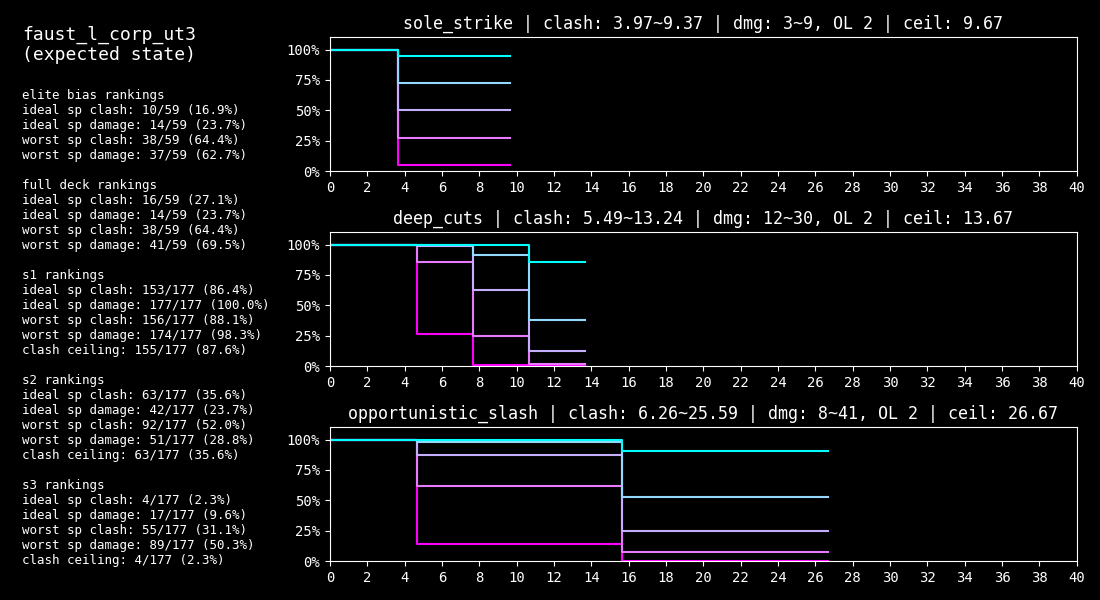 faust_l_corp_ut3
(expected state)
elite bias rankings
ideal sp clash: 10/59 (16.9%)
ideal sp damage: 14/59 (23.7%)
worst sp clash: 38/59 (64.4%)
worst sp damage: 37/59 (62.7%)
full deck rankings
ideal sp clash: 16/59 (27.1%)
ideal sp damage: 14/59 (23.7%)
worst sp clash: 38/59 (64.4%)
worst sp damage: 41/59 (69.5%)
s1 rankings
ideal sp clash: 153/177 (86.4%)
ideal sp damage: 177/177 (100.0%)
worst sp clash: 156/177 (88.1%)
worst sp damage: 174/177 (98.3%)
clash ceiling: 155/177 (87.6%)
s2 rankings
ideal sp clash: 63/177 (35.6%)
ideal sp damage: 42/177 (23.7%)
worst sp clash: 92/177 (52.0%)
worst sp damage: 51/177 (28.8%)
clash ceiling: 63/177 (35.6%)
s3 rankings
ideal sp clash: 4/177 (2.3%)
ideal sp damage: 17/177 (9.6%)
worst sp clash: 55/177 (31.1%)
worst sp damage: 89/177 (50.3%)
clash ceiling: 4/177 (2.3%)
sole_strike | clash: 3.97~9.37 | dmg: 3~9, OL 2 | ceil: 9.67
100%
75%
50%
25%
0%
0 2 4 6 8 10 12 14 16 18 20 22 24 26 28 30 32 34 36 38 40
deep_cuts | clash: 5.49~13.24 | dmg: 12~30, OL 2 | ceil: 13.67
100%
75%
50%
25%
0%
0 2 4 6 8 10 12 14 16 18 20 22 24 26 28 30 32 34 36 38 40
opportunistic_slash | clash: 6.26~25.59 | dmg: 8~41, OL 2 | ceil: 26.67
100%
75%
50%
25%
0%
0 2 4 6 8 10 12 14 16 18 20 22 24 26 28 30 32 34 36 38 40